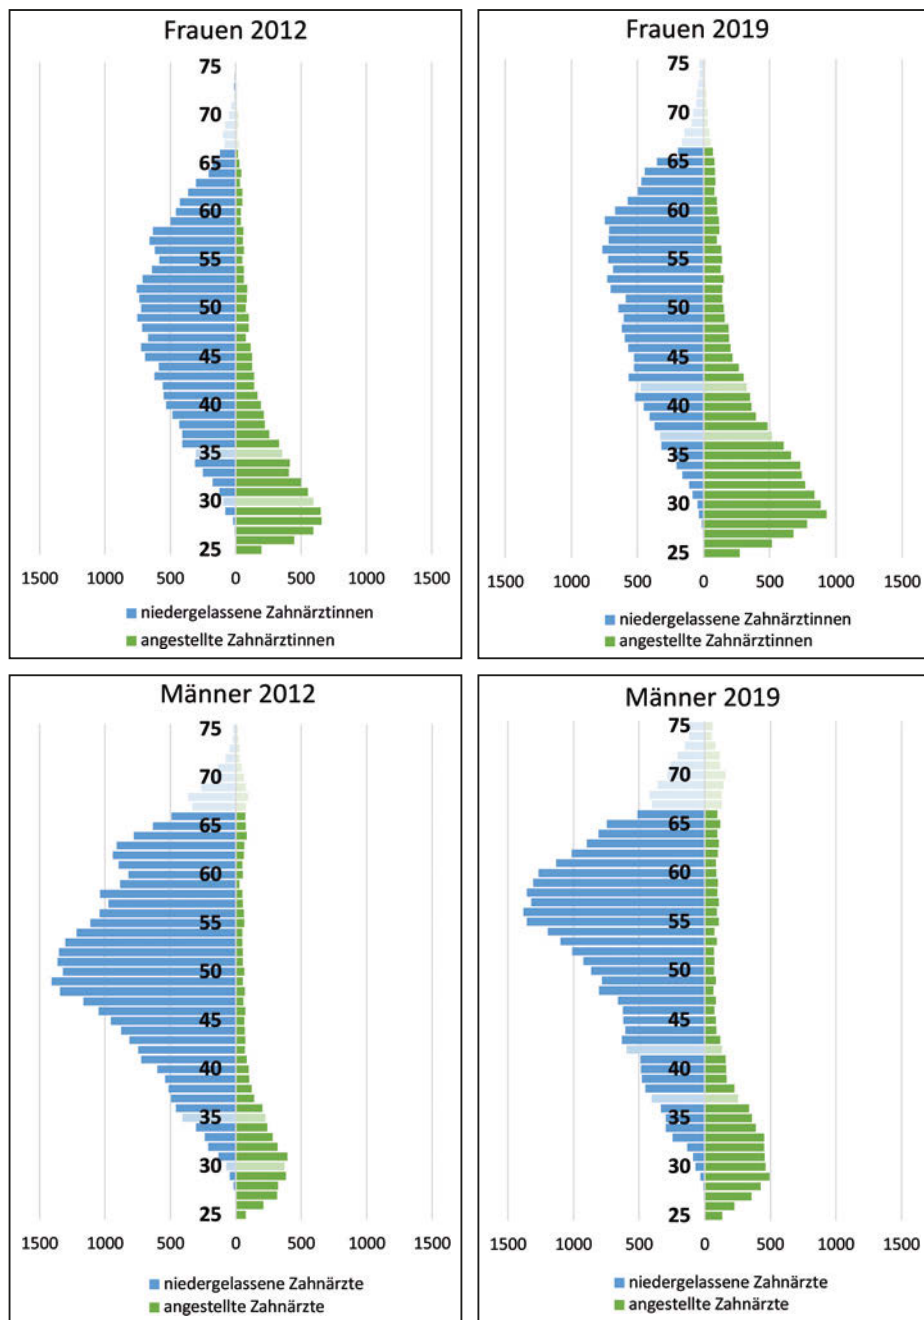 Frauen 2012
75
70
65
60
55
50
45
40
35
30
25
1500 1000 500 0 500 1000 1500
niedergelassene Zahnärztinnen
angestellte Zahnärztinnen
Frauen 2019
75
70
65
60
55
50
45
40
35
30
25
1500 1000 500 0 500 1000 1500
niedergelassene Zahnärztinnen
angestellte Zahnärztinnen
Männer 2012
75
70
65
60
55
50
45
40
35
30
25
1500 1000 500 0 500 1000 1500
niedergelassene Zahnärzte
angestellte Zahnärzte
Männer 2019
75
70
65
60
55
50
45
40
35
30
25
1500 1000 500 0 500 1000 1500
niedergelassene Zahnärzte
angestellte Zahnärzte